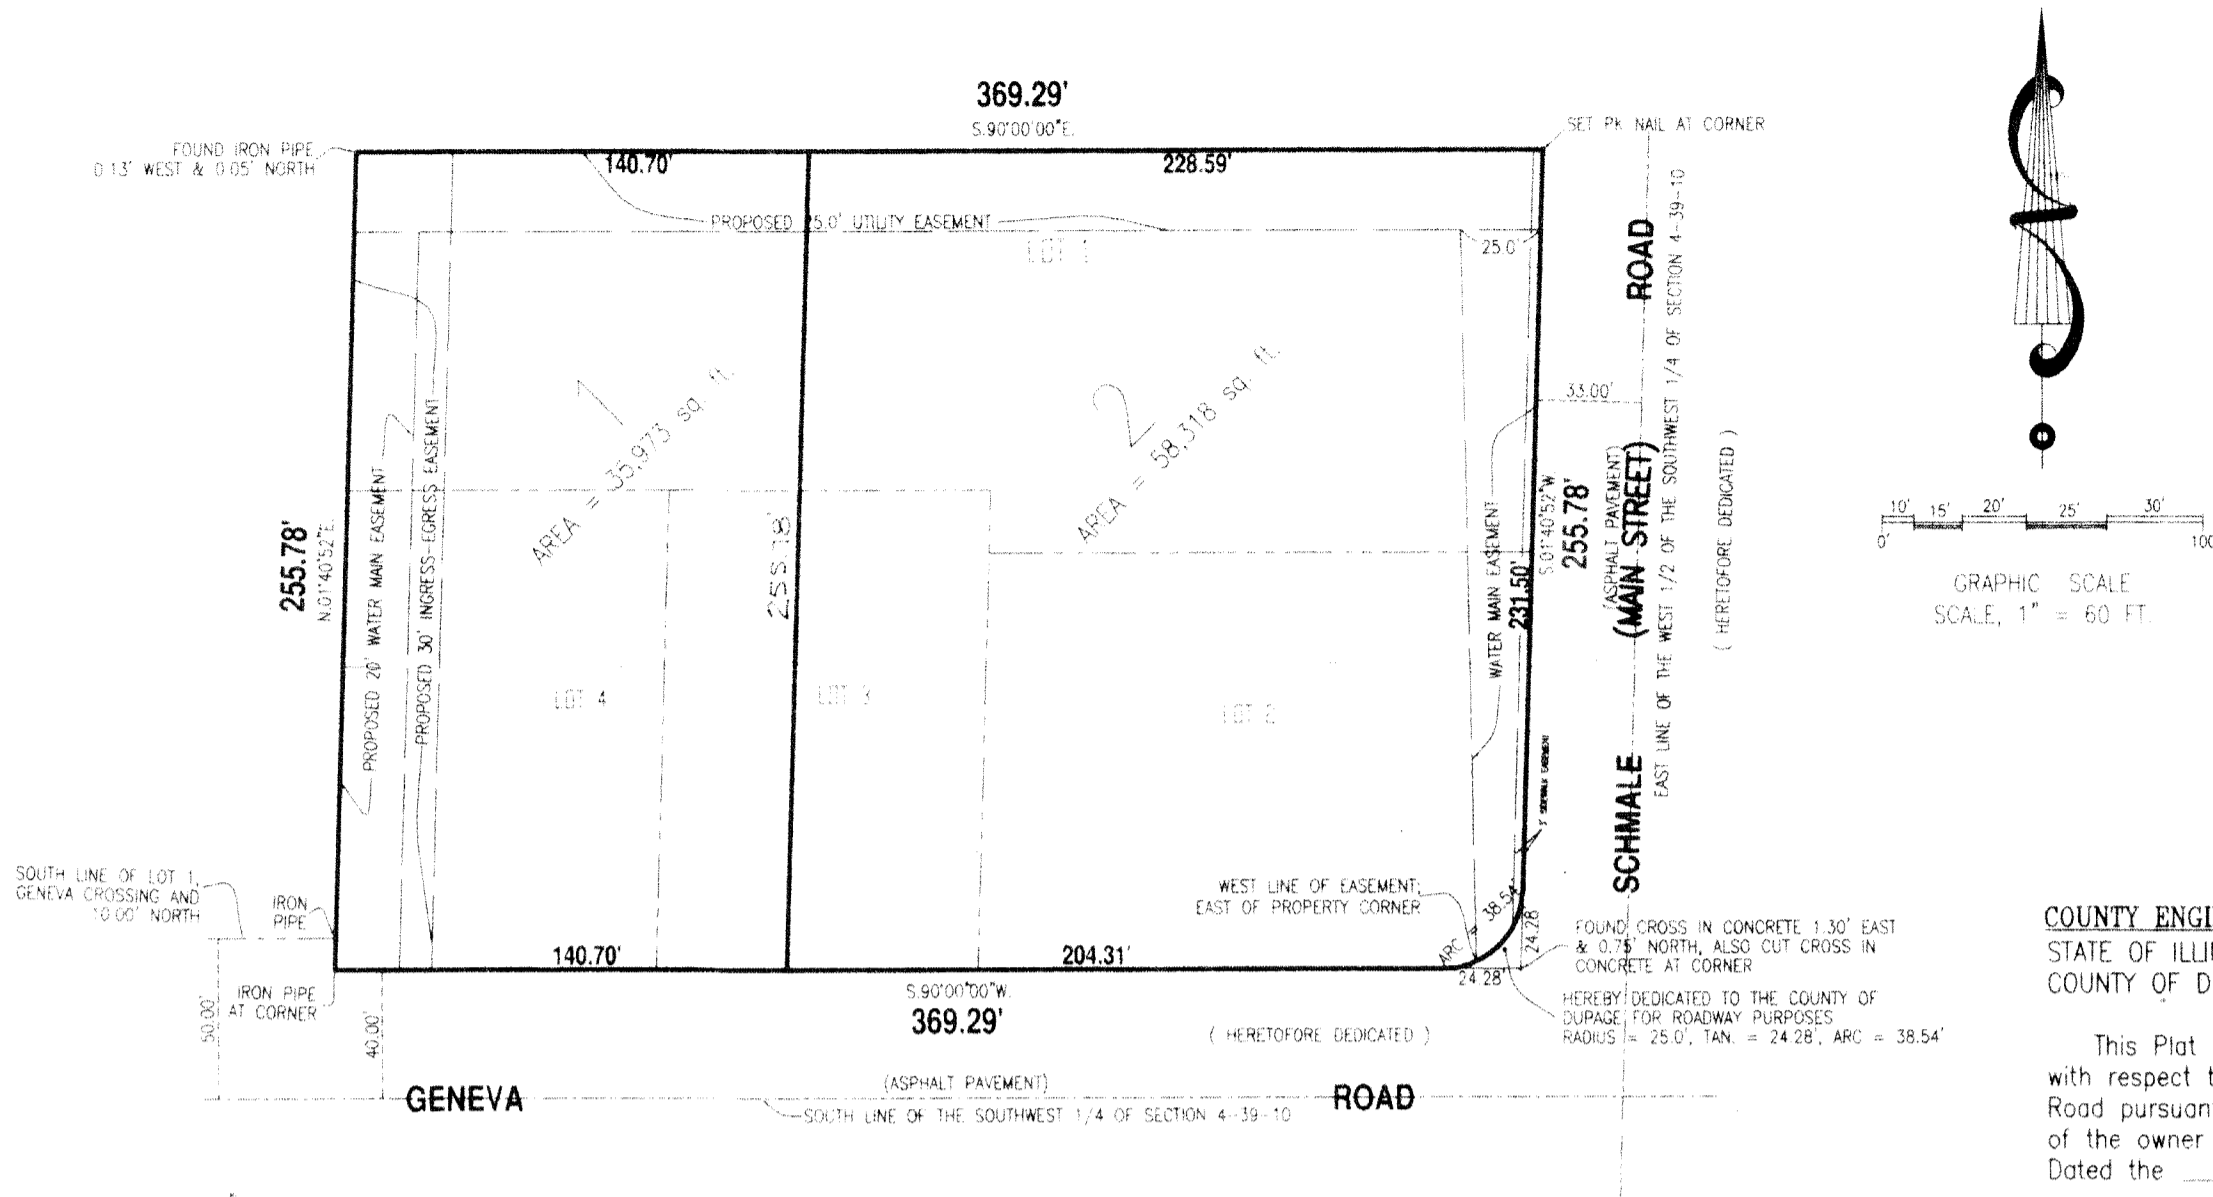 369.29'
S.90°00'00"E.
SET PK NAIL AT CORNER
FOUND IRON PIPE
0.13' WEST & 0.05' NORTH
140.70'
228.59'
PROPOSED 25.0' UTILITY EASEMENT
LOT 1
25.0'
1
AREA = 35,973 sq. ft.
2
AREA = 58,318 sq. ft.
33.00'
255.78'
N.01°40'52"E.
PROPOSED 20' WATER MAIN EASEMENT
PROPOSED 30' INGRESS-EGRESS EASEMENT
255.78'
WATER MAIN EASEMENT
231.50'
S.01°40'52"W
255.78'
(ASPHALT PAVEMENT)
SCHMALE (MAIN STREET) ROAD
EAST LINE OF THE WEST 1/2 OF THE SOUTHWEST 1/4 OF SECTION 4-39-10
( HERETOFORE DEDICATED )
10' 15' 20' 25' 30'
0' 100
GRAPHIC SCALE
SCALE, 1" = 60 FT.
LOT 4
LOT 3
LOT 2
5' SIDEWALK EASEMENT
SOUTH LINE OF LOT 1,
GENEVA CROSSING AND
10.00' NORTH
IRON
PIPE
WEST LINE OF EASEMENT;
EAST OF PROPERTY CORNER
ARC = 38.54'
24.28
24.28'
FOUND CROSS IN CONCRETE 1.30' EAST
& 0.75' NORTH, ALSO CUT CROSS IN
CONCRETE AT CORNER
140.70'
204.31'
IRON PIPE
AT CORNER
50.00'
40.00'
S.90°00'00"W.
369.29'
( HERETOFORE DEDICATED )
HEREBY DEDICATED TO THE COUNTY OF
DUPAGE FOR ROADWAY PURPOSES
RADIUS = 25.0', TAN. = 24.28', ARC = 38.54'
(ASPHALT PAVEMENT)
GENEVA ROAD
SOUTH LINE OF THE SOUTHWEST 1/4 OF SECTION 4-39-10
COUNTY ENGI
STATE OF ILLI
COUNTY OF D
This Plat
with respect t
Road pursuan
of the owner
Dated the